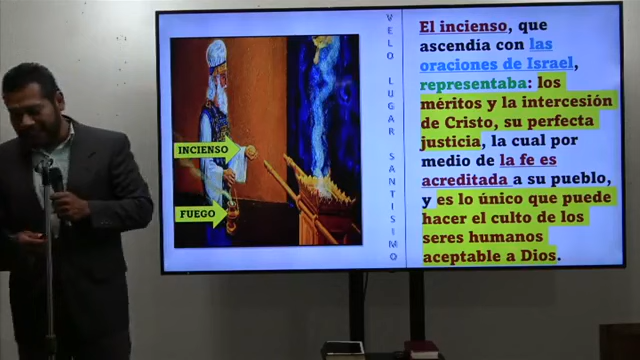 INCIENSO
FUEGO
VELO LUGAR SANTISIMO
El incienso, que
ascendía con las
oraciones de Israel,
representaba: los
méritos y la intercesión
de Cristo, su perfecta
justicia, la cual por
medio de la fe es
acreditada a su pueblo,
y es lo único que puede
hacer el culto de los
seres humanos
aceptable a Dios.